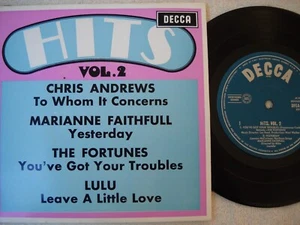 DECCA
HITS
VOL.2
CHRIS ANDREWS
To Whom It Concerns
MARIANNE FAITHFULL
Yesterday
THE FORTUNES
You've Got Your Troubles
LULU
Leave A Little Love
DECCA
HITS, VOL. 2